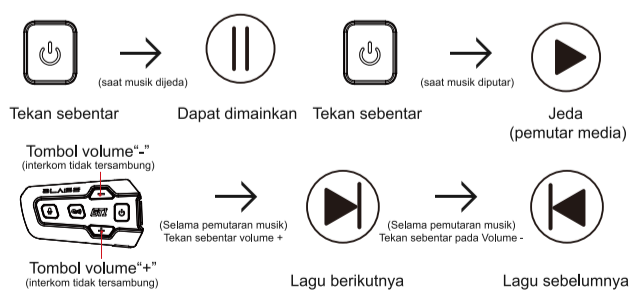 (saat musik dijeda)
(saat musik diputar)
Tekan sebentar
Dapat dimainkan
Tekan sebentar
Jeda
(pemutar media)
Tombol volume“-”
(interkom tidak tersambung)
(Selama pemutaran musik)
Tekan sebentar volume +
(Selama pemutaran musik)
Tekan sebentar pada Volume -
Tombol volume“+”
(interkom tidak tersambung)
Lagu berikutnya
Lagu sebelumnya